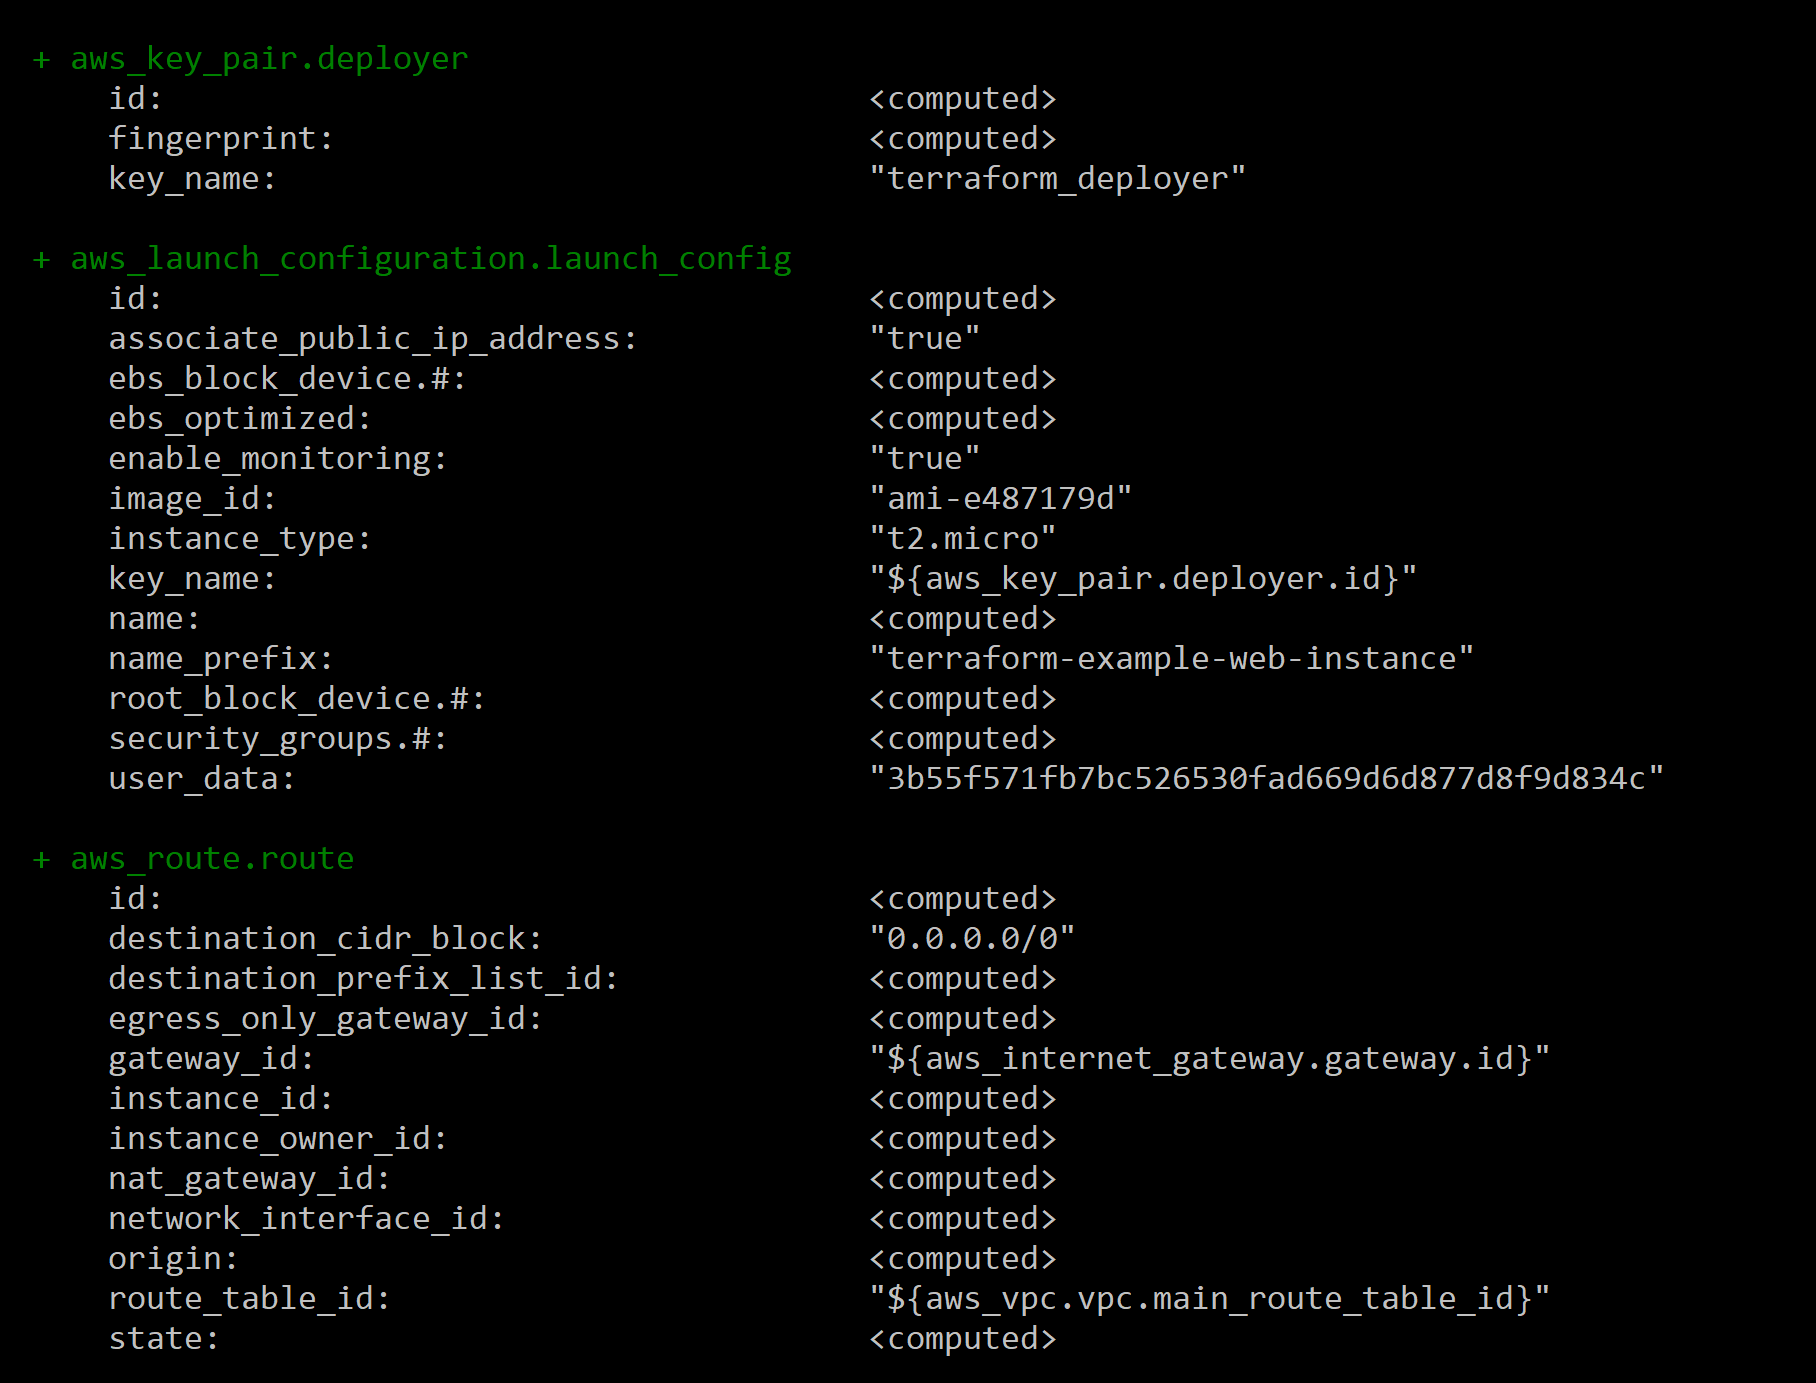 + aws_key_pair.deployer
id: <computed>
fingerprint: <computed>
key_name: "terraform_deployer"
+ aws_launch_configuration.launch_config
id: <computed>
associate_public_ip_address: "true"
ebs_block_device.#: <computed>
ebs_optimized: <computed>
enable_monitoring: "true"
image_id: "ami-e487179d"
instance_type: "t2.micro"
key_name: "${aws_key_pair.deployer.id}"
name: <computed>
name_prefix: "terraform-example-web-instance"
root_block_device.#: <computed>
security_groups.#: <computed>
user_data: "3b55f571fb7bc526530fad669d6d877d8f9d834c"
+ aws_route.route
id: <computed>
destination_cidr_block: "0.0.0.0/0"
destination_prefix_list_id: <computed>
egress_only_gateway_id: <computed>
gateway_id: "${aws_internet_gateway.gateway.id}"
instance_id: <computed>
instance_owner_id: <computed>
nat_gateway_id: <computed>
network_interface_id: <computed>
origin: <computed>
route_table_id: "${aws_vpc.vpc.main_route_table_id}"
state: <computed>